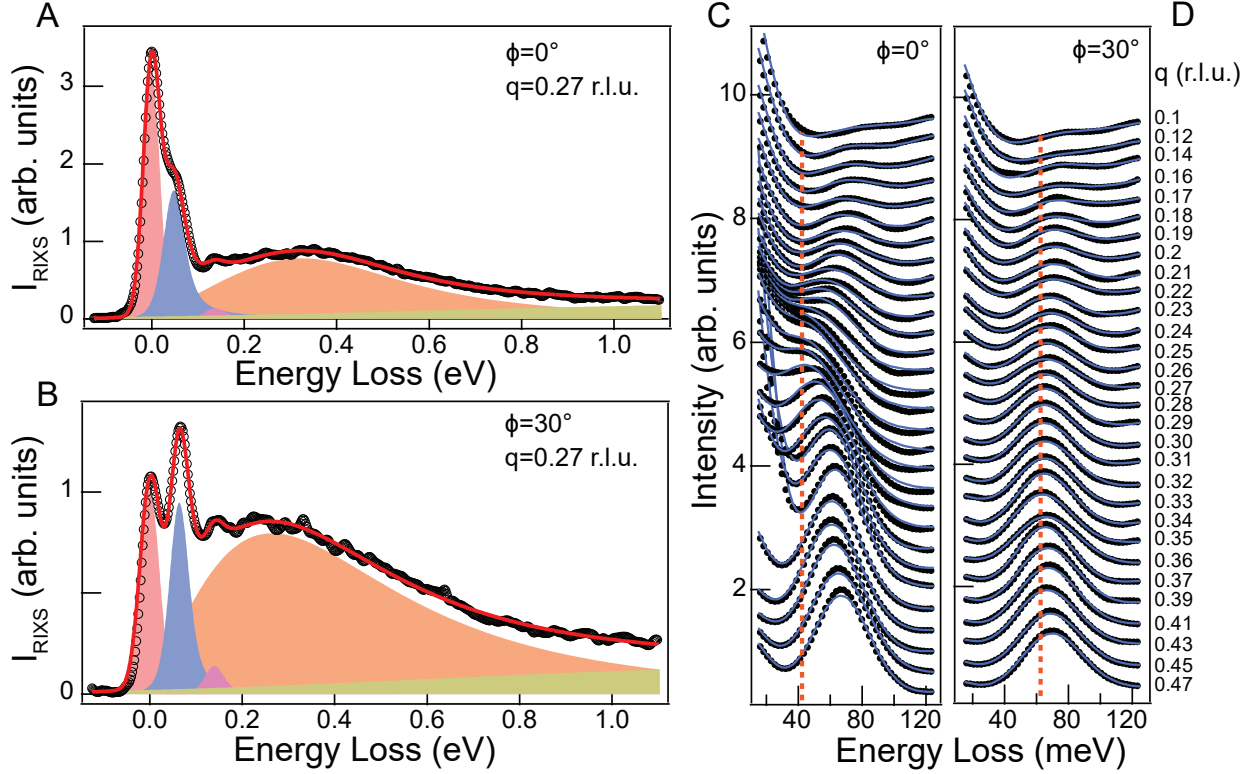 A
ϕ=0°
q=0.27 r.l.u.
I_RIXS (arb. units)
3
2
1
0
0.0 0.2 0.4 0.6 0.8 1.0
Energy Loss (eV)
B
ϕ=30°
q=0.27 r.l.u.
I_RIXS (arb. units)
1
0
0.0 0.2 0.4 0.6 0.8 1.0
Energy Loss (eV)
C
ϕ=0°
Intensity (arb. units)
10
8
6
4
2
40 80 120
D
ϕ=30°
q (r.l.u.)
0.1
0.12
0.14
0.16
0.17
0.18
0.19
0.2
0.21
0.22
0.23
0.24
0.25
0.26
0.27
0.28
0.29
0.30
0.31
0.32
0.33
0.34
0.35
0.36
0.37
0.39
0.41
0.43
0.45
0.47
40 80 120
Energy Loss (meV)